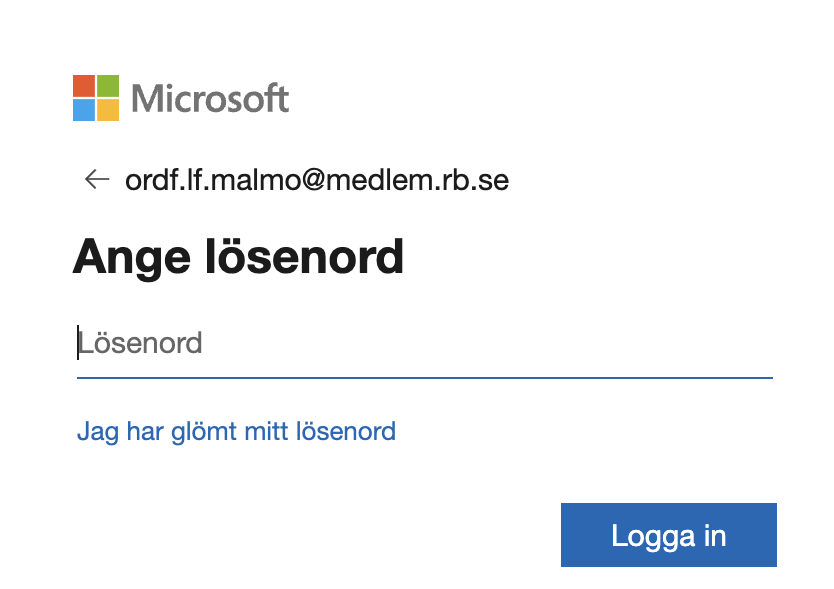 Microsoft
← ordf.lf.malmo@medlem.rb.se
Ange lösenord
Lösenord
Jag har glömt mitt lösenord
Logga in